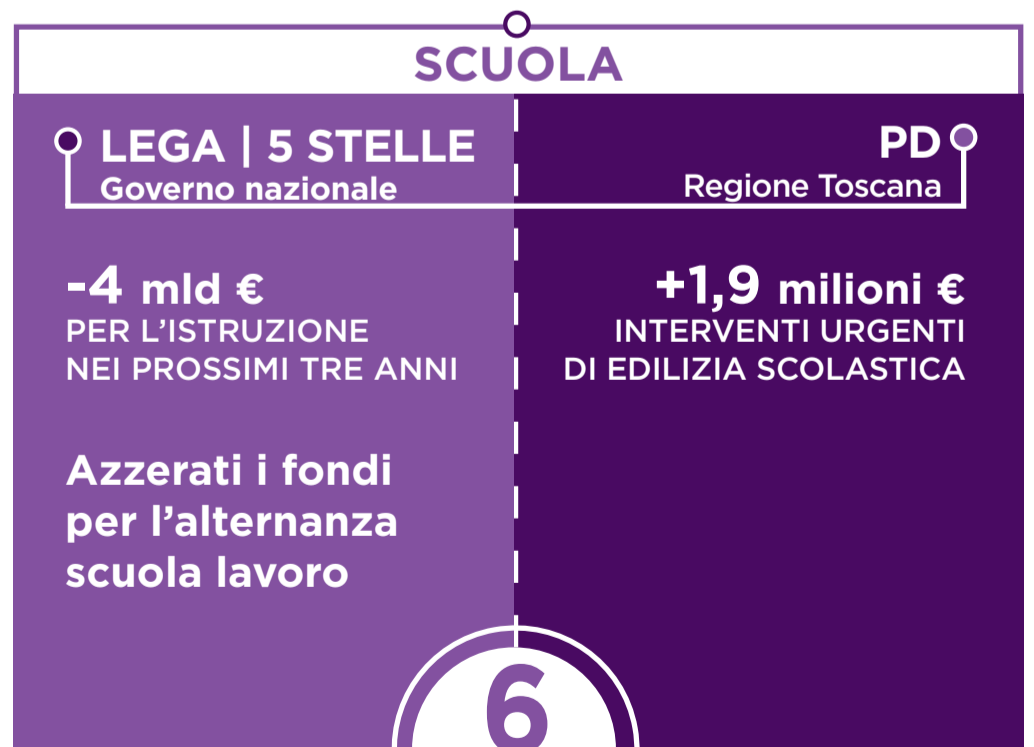 SCUOLA
LEGA | 5 STELLE
Governo nazionale
-4 mld €
PER L’ISTRUZIONE
NEI PROSSIMI TRE ANNI
Azzerati i fondi
per l’alternanza
scuola lavoro
PD
Regione Toscana
+1,9 milioni €
INTERVENTI URGENTI
DI EDILIZIA SCOLASTICA
6